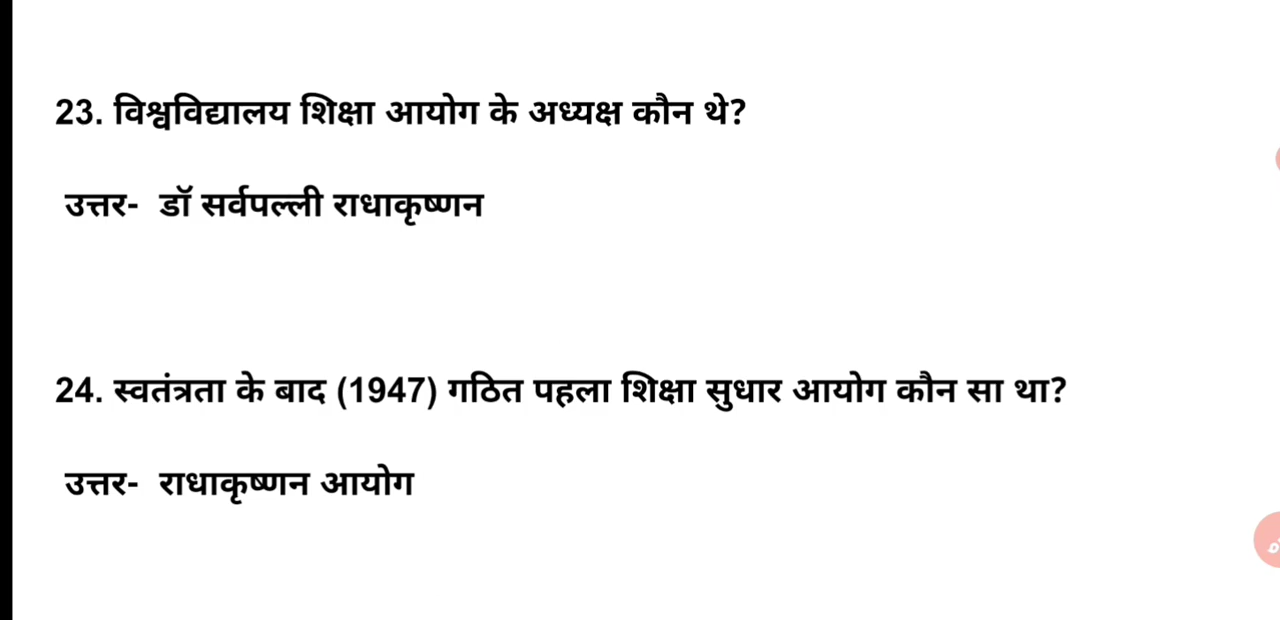 23. विश्वविद्यालय शिक्षा आयोग के अध्यक्ष कौन थे?
उत्तर- डॉ सर्वपल्ली राधाकृष्णन
24. स्वतंत्रता के बाद (1947) गठित पहला शिक्षा सुधार आयोग कौन सा था?
उत्तर- राधाकृष्णन आयोग